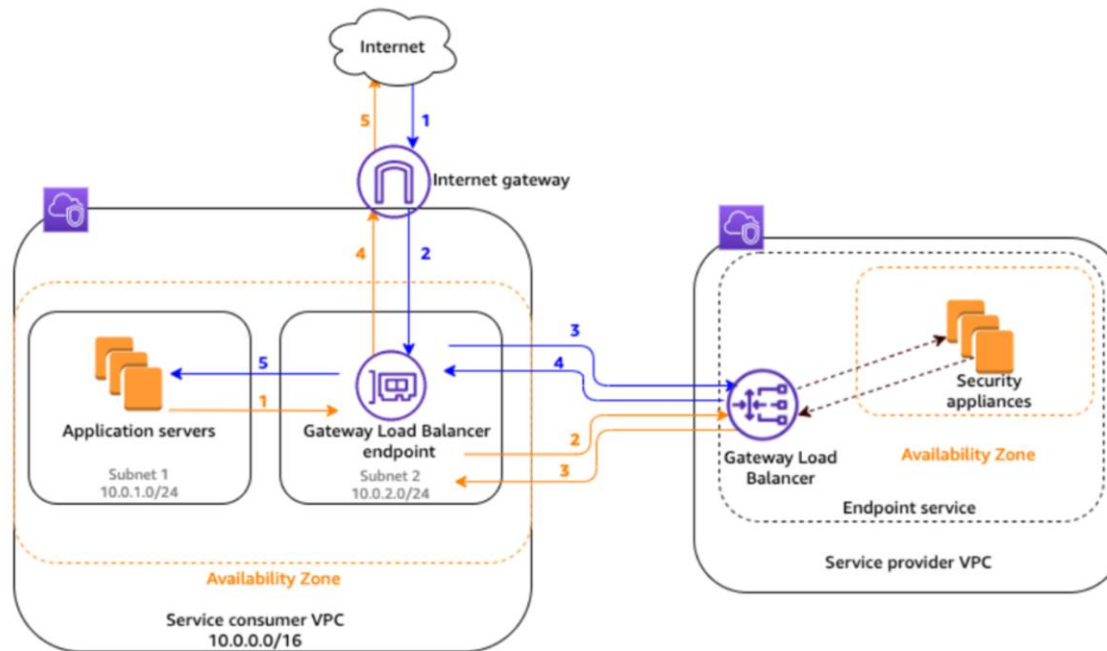 Internet
5
1
Internet gateway
4
2
3
4
5
1
Application servers
Subnet 1
10.0.1.0/24
Gateway Load Balancer
endpoint
Subnet 2
10.0.2.0/24
2
3
Security
appliances
Gateway Load
Balancer
Availability Zone
Endpoint service
Service provider VPC
Availability Zone
Service consumer VPC
10.0.0.0/16